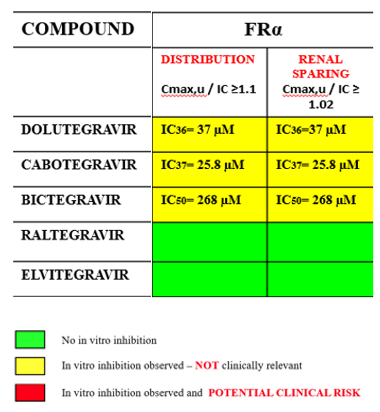 COMPOUND FRα
DISTRIBUTION RENAL
SPARING
Cmax,u / IC ≥1.1 Cmax,u / IC ≥
1.02
DOLUTEGRAVIR IC36= 37 μM IC36=37 μM
CABOTEGRAVIR IC37= 25.8 μM IC37= 25.8 μM
BICTEGRAVIR IC50= 268 μM IC50= 268 μM
RALTEGRAVIR
ELVITEGRAVIR
No in vitro inhibition
In vitro inhibition observed – NOT clinically relevant
In vitro inhibition observed and POTENTIAL CLINICAL RISK